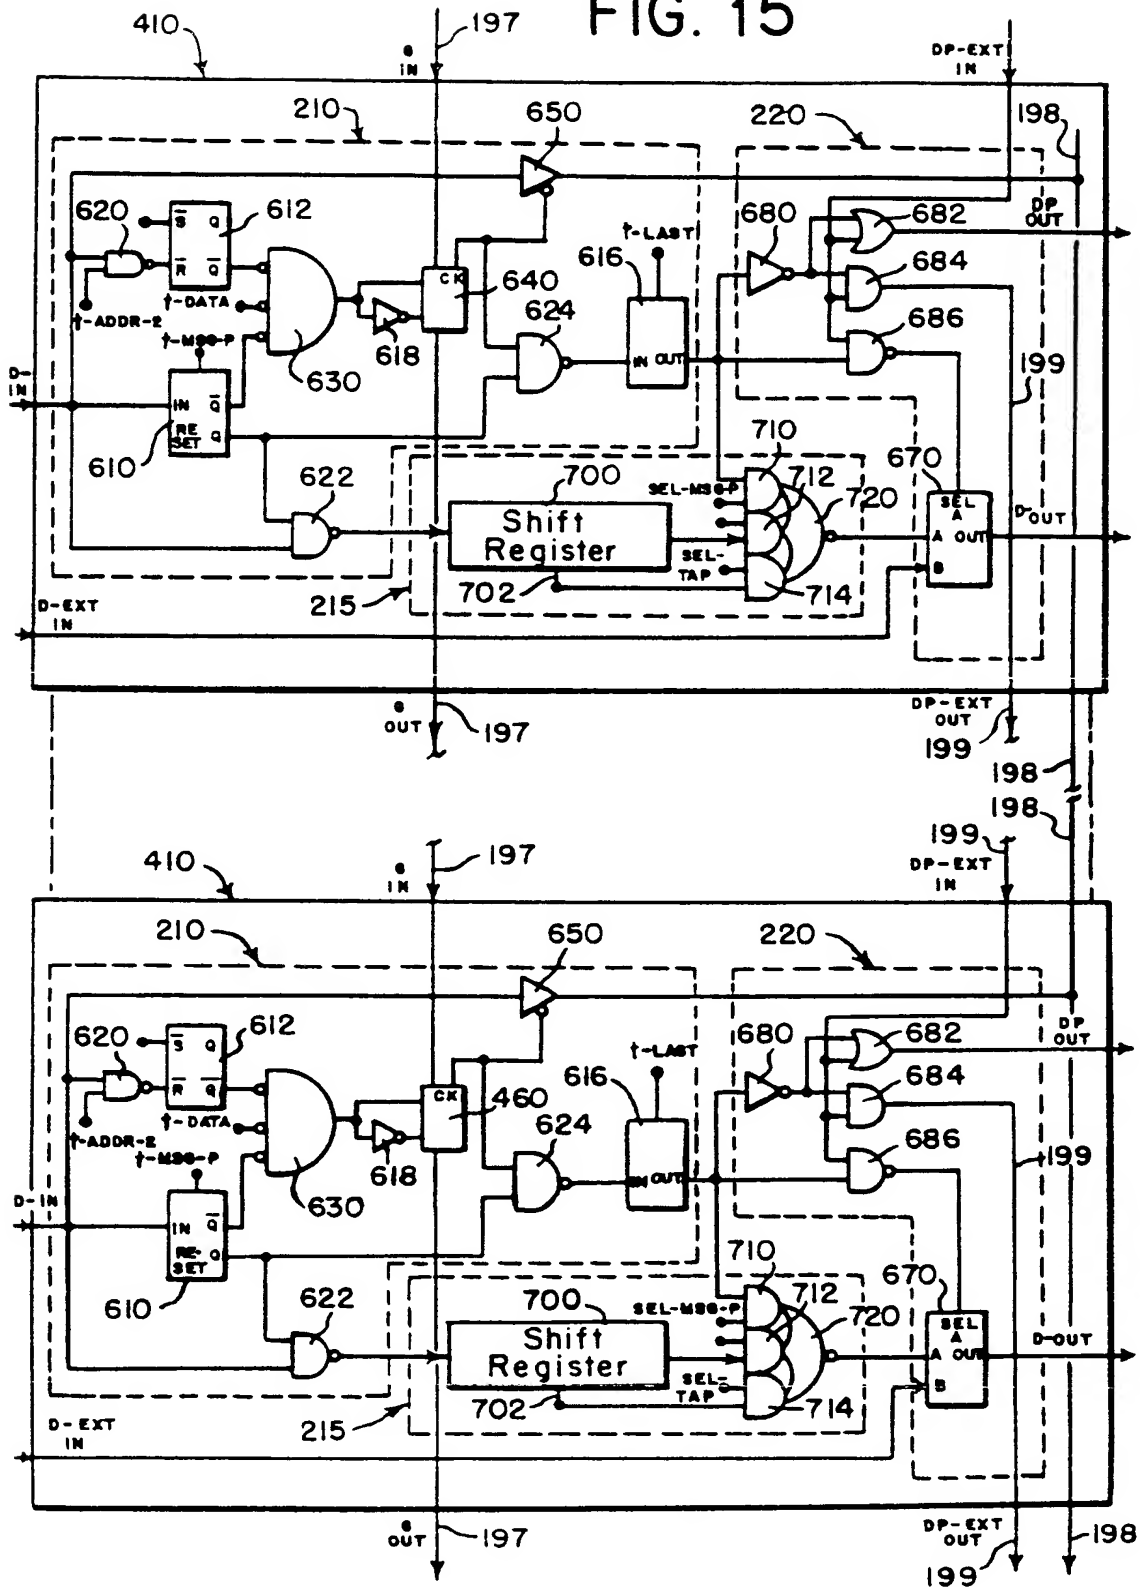 FIG. 15
410
197
G
IN
DP-EXT
IN
210
650
220
198
620
S
Q
612
R
Q
t-ADDR-2
t-DATA
t-MSG-P
630
618
CK
640
624
t-LAST
616
IN OUT
680
682
DP
OUT
684
686
199
D-
IN
IN
Q
RE
SET
Q
610
622
700
Shift
Register
702
215
SEL-MSG-P
SEL-
TAP
710
712
720
714
670
SEL
A
A OUT
B
D-OUT
D-EXT
IN
G
OUT
197
DP-EXT
OUT
199
198
198
410
197
G
IN
199
DP-EXT
IN
210
650
220
620
S
Q
612
R
Q
t-ADDR-2
t-DATA
t-MSG-P
630
618
CK
460
624
t-LAST
616
IN OUT
680
682
DP
OUT
684
686
199
D-IN
IN
Q
RE-
SET
Q
610
622
700
Shift
Register
702
215
SEL-MSG-P
SEL-
TAP
710
712
720
714
670
SEL
A
A OUT
B
D-OUT
D-EXT
IN
G
OUT
197
DP-EXT
OUT
199
198